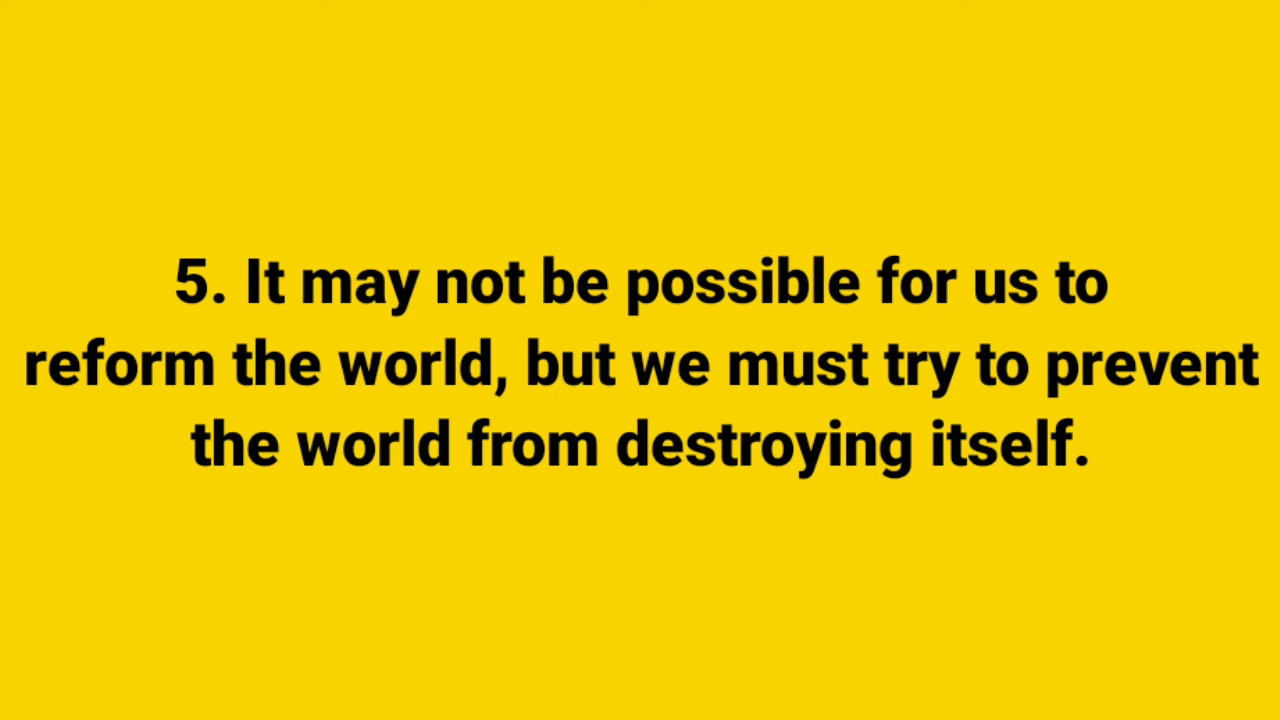 5. It may not be possible for us to
reform the world, but we must try to prevent
the world from destroying itself.